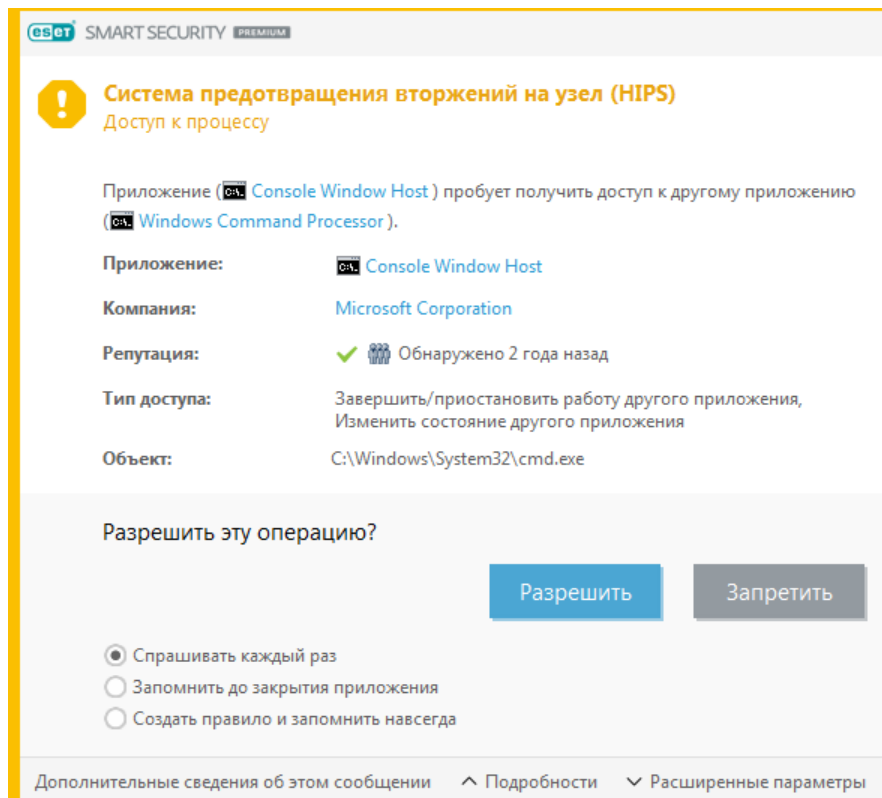 eset SMART SECURITY PREMIUM
Система предотвращения вторжений на узел (HIPS)
Доступ к процессу
Приложение ( Console Window Host ) пробует получить доступ к другому приложению
( Windows Command Processor ).
Приложение: Console Window Host
Компания: Microsoft Corporation
Репутация: Обнаружено 2 года назад
Тип доступа: Завершить/приостановить работу другого приложения,
Изменить состояние другого приложения
Объект: C:\Windows\System32\cmd.exe
Разрешить эту операцию?
Разрешить Запретить
Спрашивать каждый раз
Запомнить до закрытия приложения
Создать правило и запомнить навсегда
Дополнительные сведения об этом сообщении Подробности Расширенные параметры